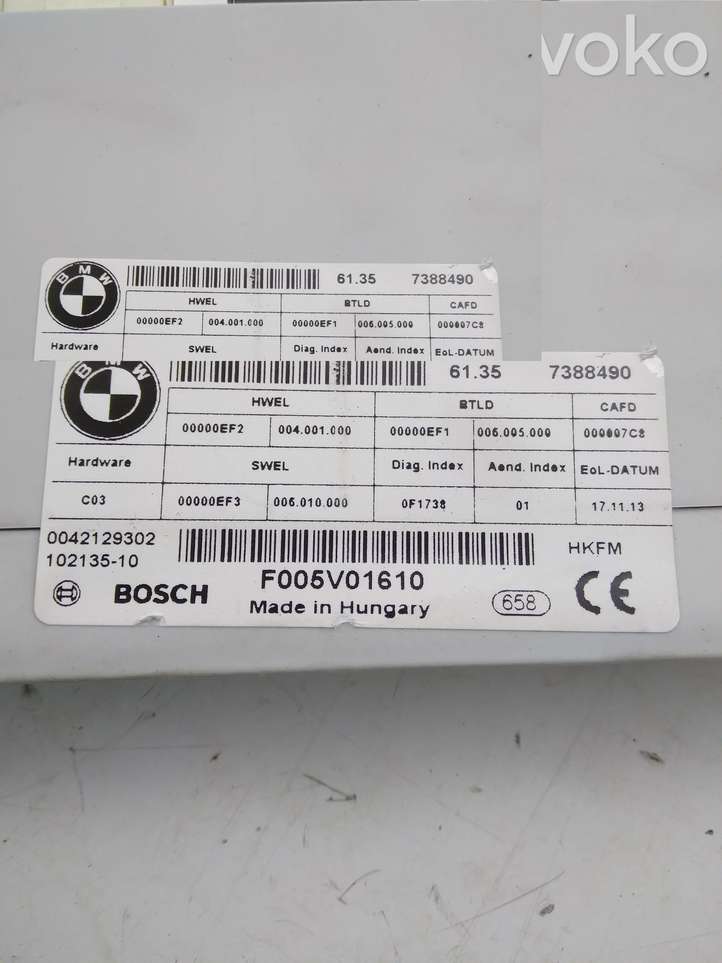 voko
BMW 61.35 7388490
HWEL BTLD CAFD
00000EF2 004.001.000 00000EF1 006.005.009 000007C8
Hardware SWEL Diag. Index Aend. Index EoL-DATUM
BMW 61.35 7388490
HWEL BTLD CAFD
00000EF2 004.001.000 00000EF1 006.005.009 000007C8
Hardware SWEL Diag. Index Aend. Index EoL-DATUM
C03 00000EF3 006.010.000 0F1738 01 17.11.13
0042129302
102135-10 HKFM
BOSCH F005V01610 658 CE
Made in Hungary